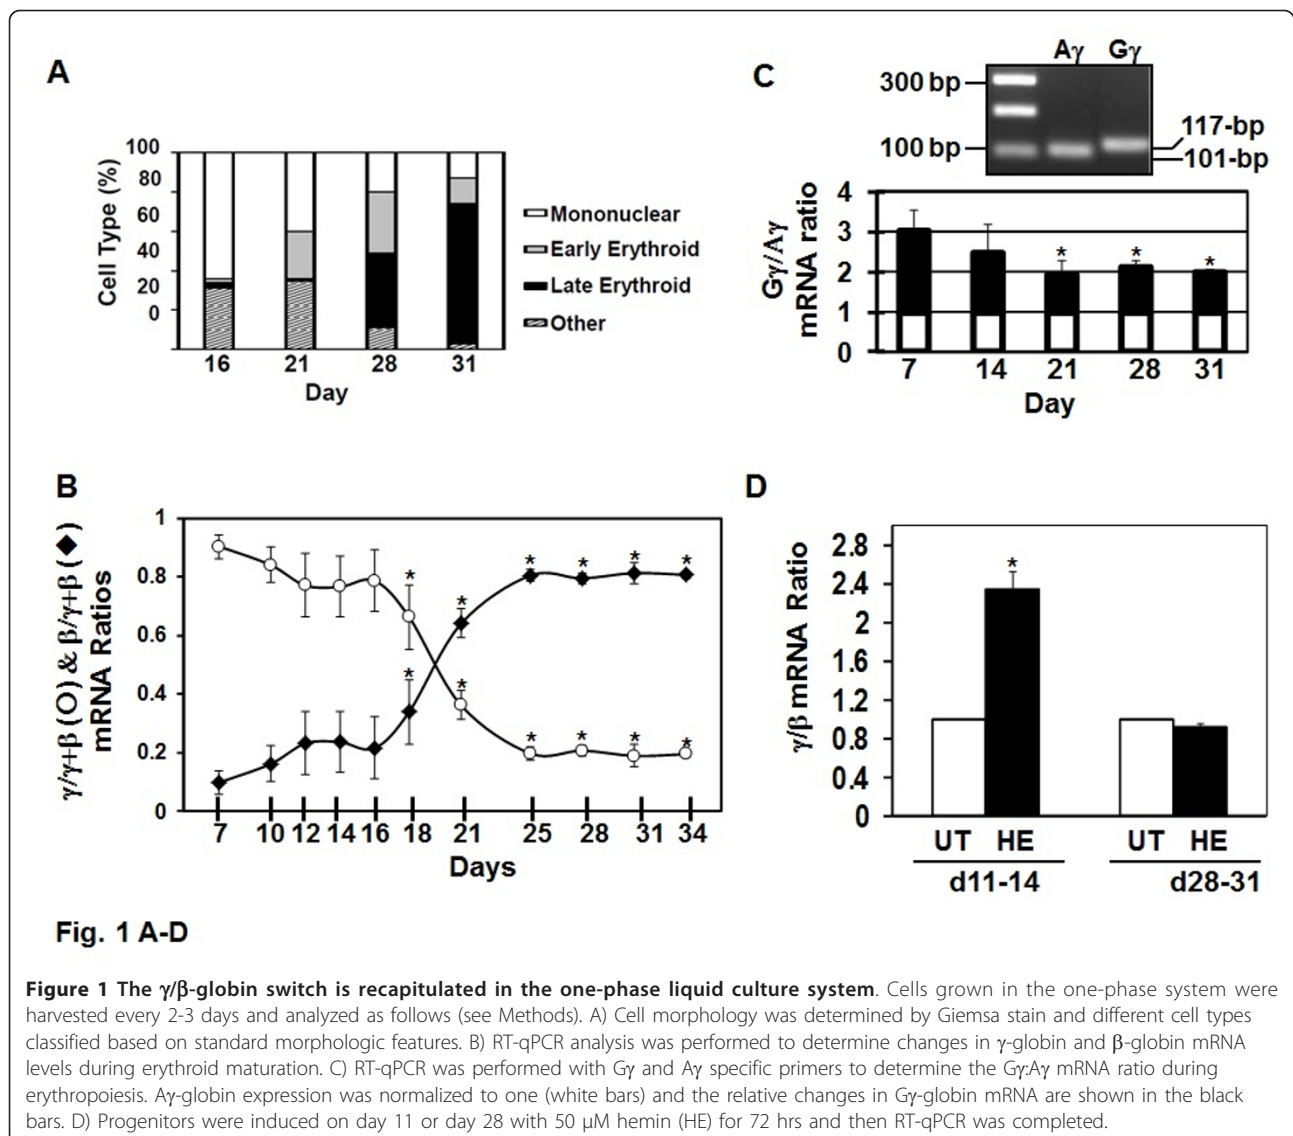 A
Cell Type (%)
100
80
60
40
20
0
16 21 28 31
Day
Mononuclear
Early Erythroid
Late Erythroid
Other
C
Aγ Gγ
300 bp
100 bp
117-bp
101-bp
Gγ/Aγ
mRNA ratio
4
3
2
1
0
* * *
7 14 21 28 31
Day
B
γ/γ+β (O) & β/γ+β (◆)
mRNA Ratios
1
0.8
0.6
0.4
0.2
0
* * * * * *
* * * * * *
7 10 12 14 16 18 21 25 28 31 34
Days
D
γ/β mRNA Ratio
2.8
2.4
2
1.6
1.2
0.8
0.4
0
*
UT HE UT HE
d11-14 d28-31
Fig. 1 A-D
Figure 1 The γ/β-globin switch is recapitulated in the one-phase liquid culture system. Cells grown in the one-phase system were
harvested every 2-3 days and analyzed as follows (see Methods). A) Cell morphology was determined by Giemsa stain and different cell types
classified based on standard morphologic features. B) RT-qPCR analysis was performed to determine changes in γ-globin and β-globin mRNA
levels during erythroid maturation. C) RT-qPCR was performed with Gγ and Aγ specific primers to determine the Gγ:Aγ mRNA ratio during
erythropoiesis. Aγ-globin expression was normalized to one (white bars) and the relative changes in Gγ-globin mRNA are shown in the black
bars. D) Progenitors were induced on day 11 or day 28 with 50 μM hemin (HE) for 72 hrs and then RT-qPCR was completed.